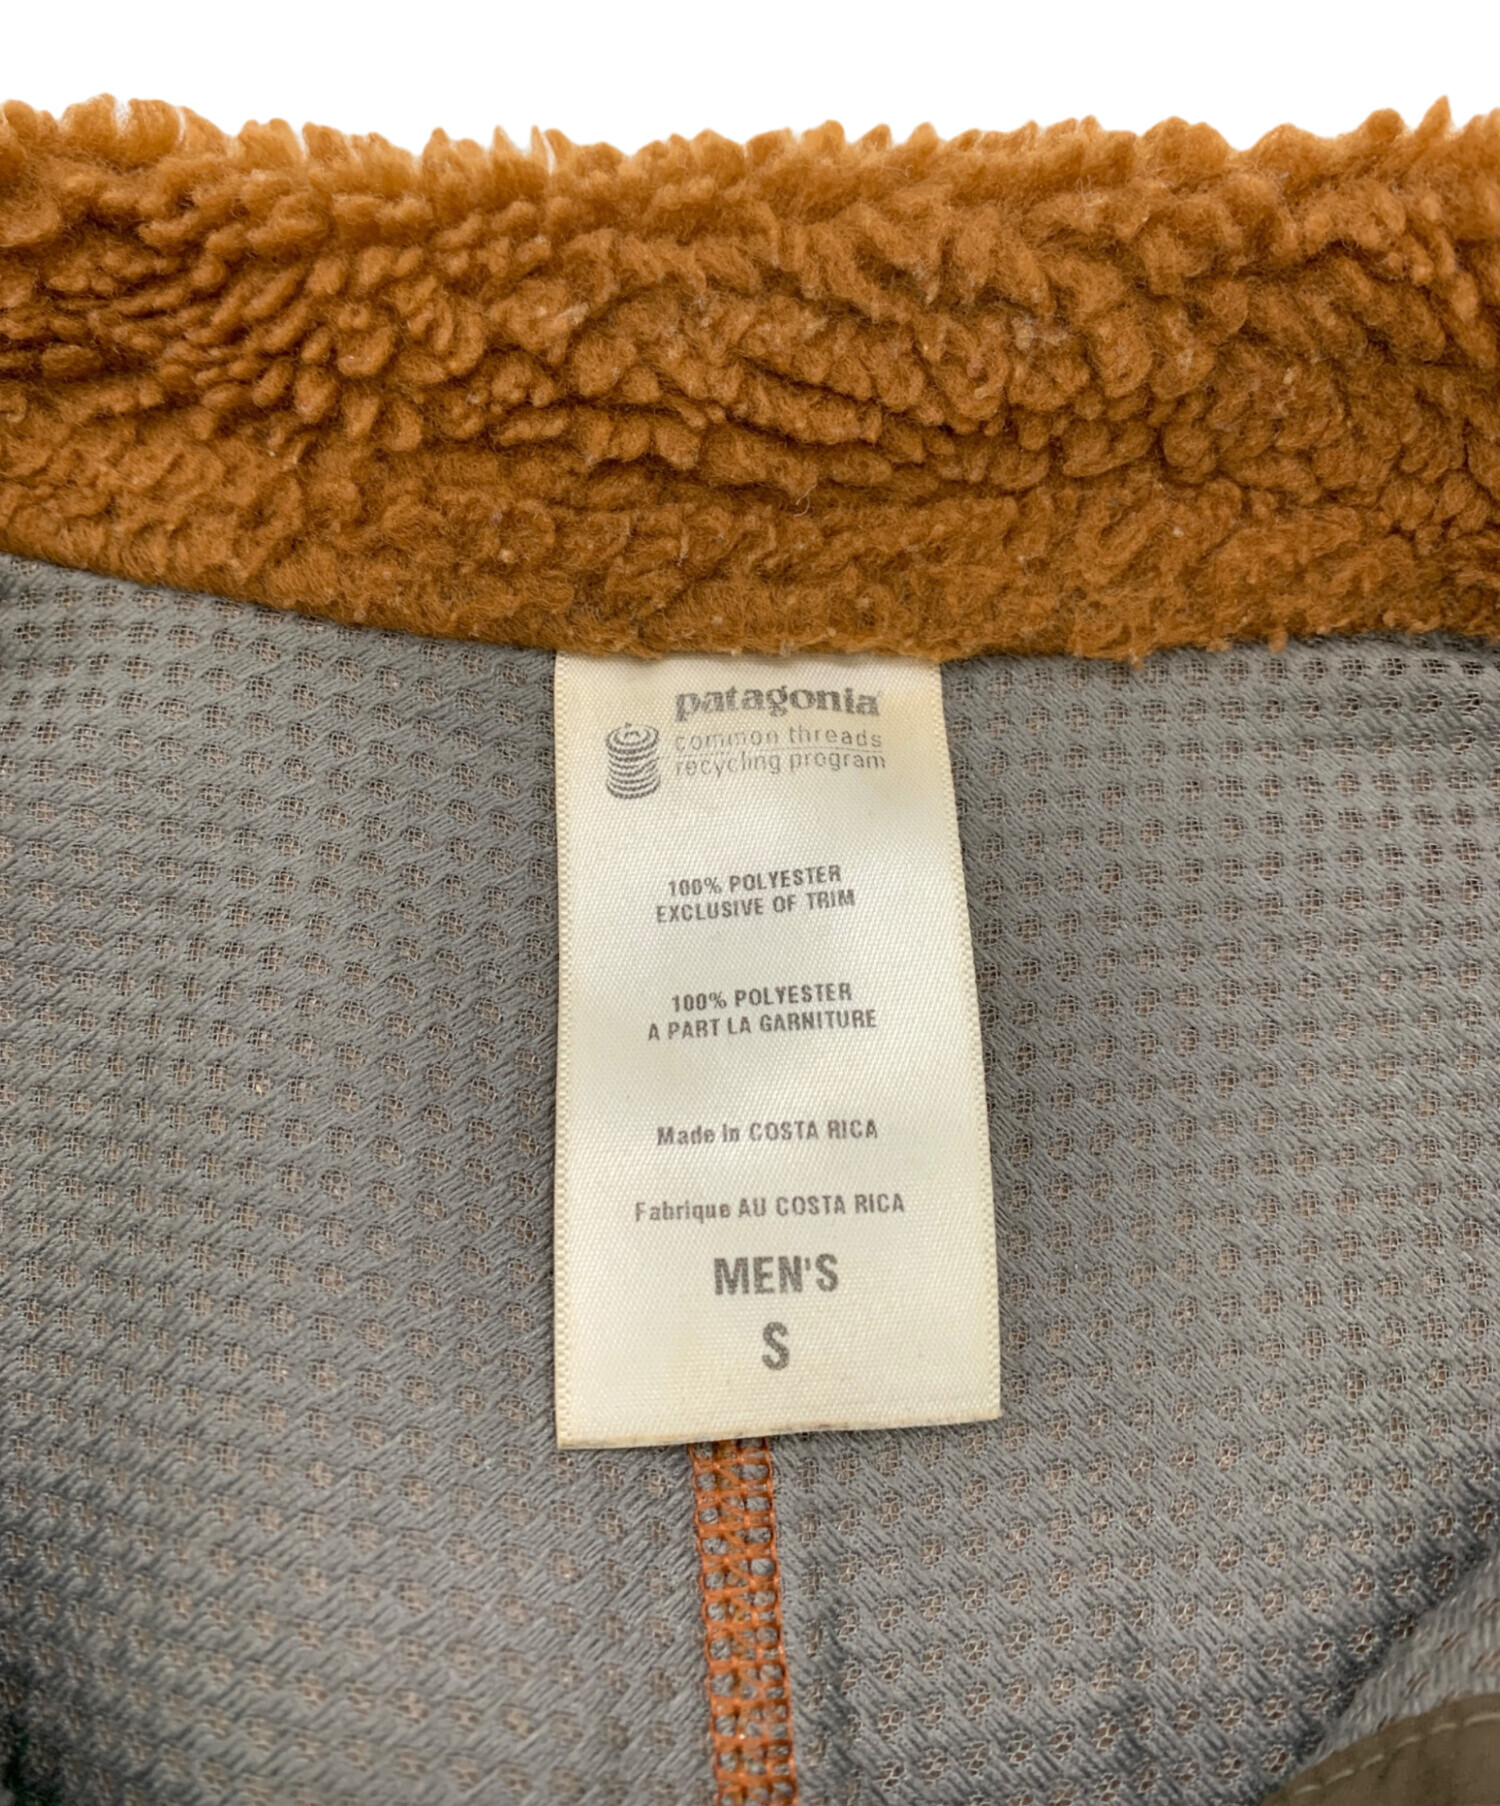 patagonia
common threads
recycling program
100% POLYESTER
EXCLUSIVE OF TRIM
100% POLYESTER
A PART LA GARNITURE
Made in COSTA RICA
Fabrique AU COSTA RICA
MEN'S
S